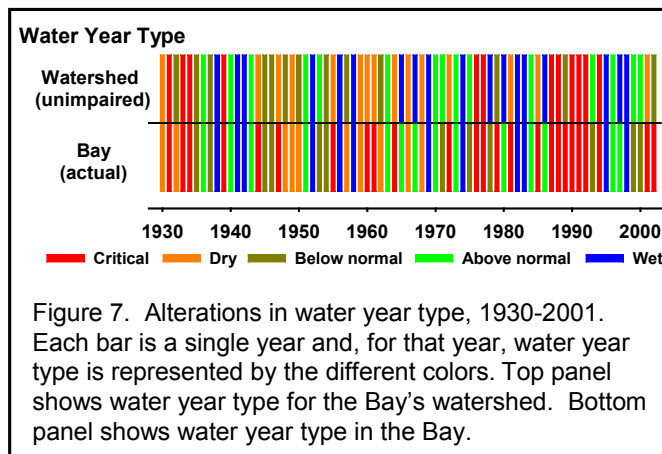 Water Year Type
Watershed
(unimpaired)
Bay
(actual)
1930 1940 1950 1960 1970 1980 1990 2000
Critical Dry Below normal Above normal Wet
Figure 7. Alterations in water year type, 1930-2001.
Each bar is a single year and, for that year, water year
type is represented by the different colors. Top panel
shows water year type for the Bay's watershed. Bottom
panel shows water year type in the Bay.